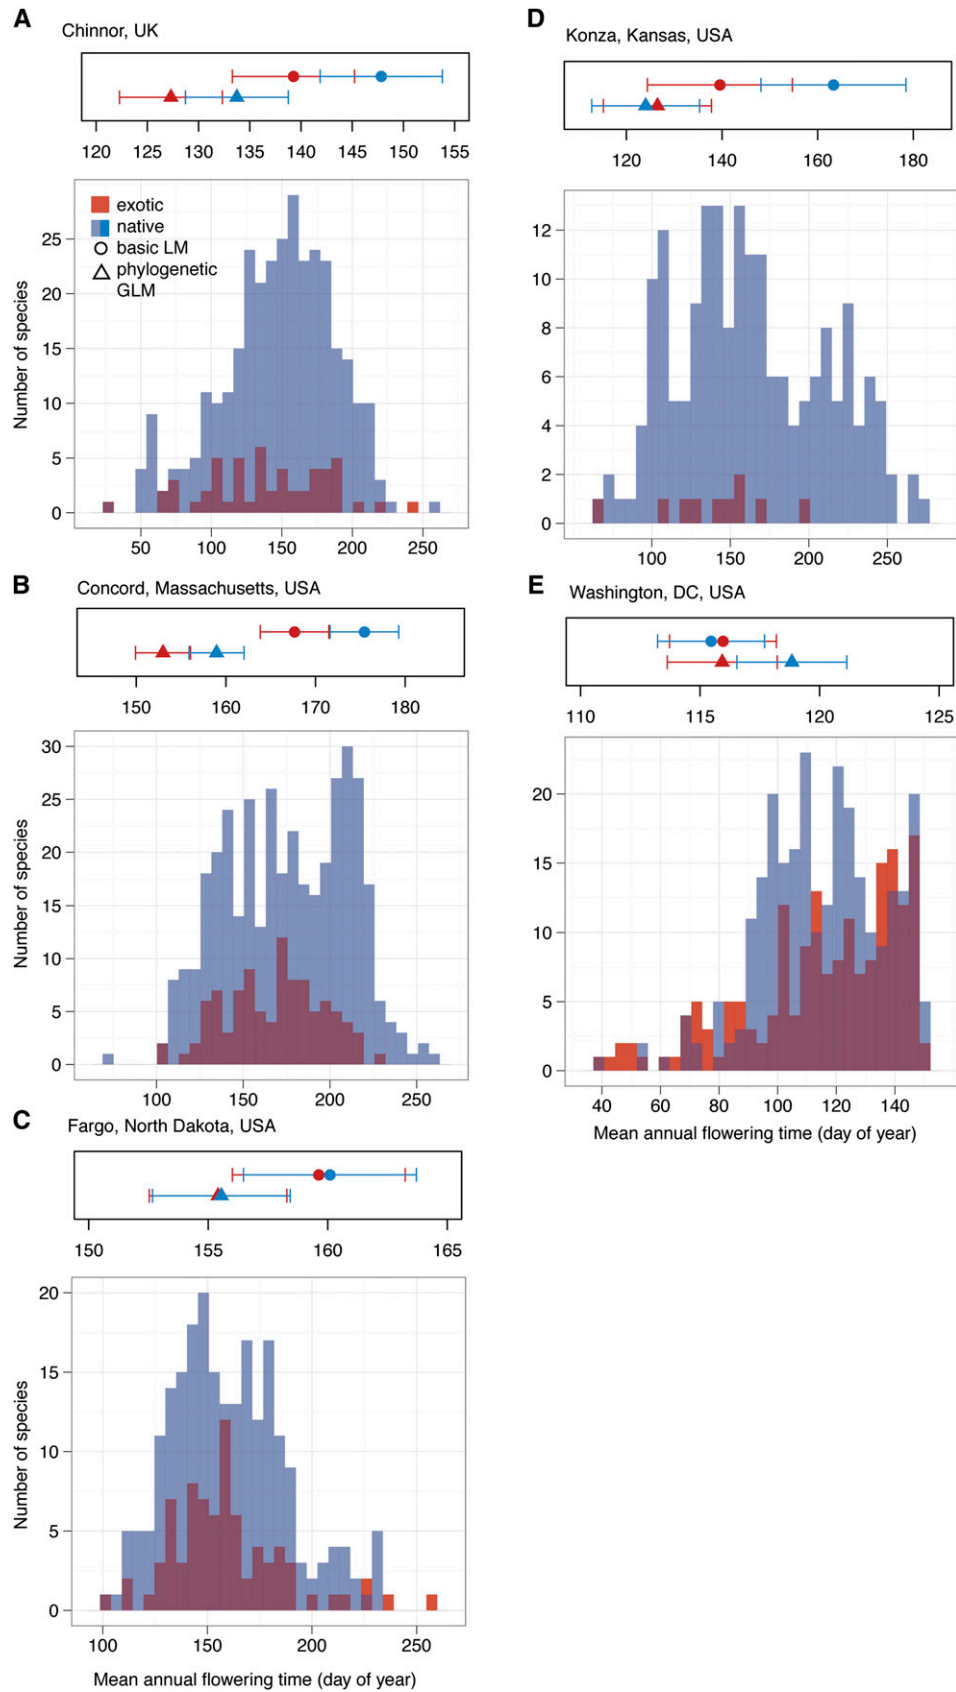 A
Chinnor, UK
120 125 130 135 140 145 150 155
exotic
native
basic LM
phylogenetic
GLM
Number of species
25
20
15
10
5
0
50 100 150 200 250
B
Concord, Massachusetts, USA
150 160 170 180
Number of species
30
25
20
15
10
5
0
100 150 200 250
C
Fargo, North Dakota, USA
150 155 160 165
Number of species
20
15
10
5
0
100 150 200 250
Mean annual flowering time (day of year)
D
Konza, Kansas, USA
120 140 160 180
12
10
8
6
4
2
0
100 150 200 250
E
Washington, DC, USA
110 115 121 125
20
15
10
5
0
40 60 80 100 120 140
Mean annual flowering time (day of year)